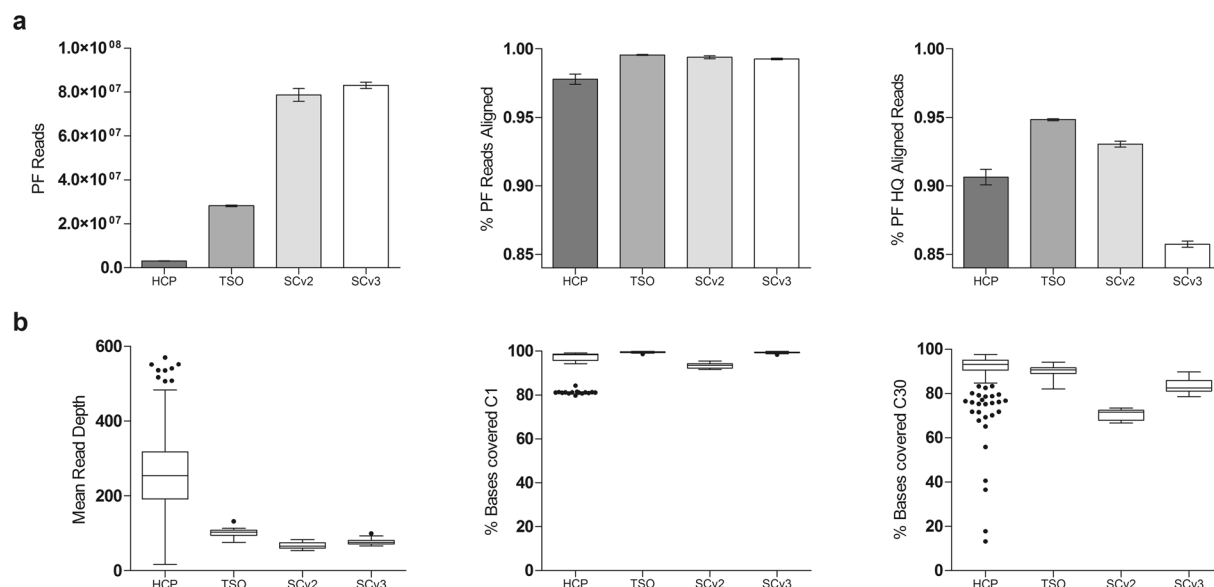 a
PF Reads
1.0×10⁰⁸
8.0×10⁰⁷
6.0×10⁰⁷
4.0×10⁰⁷
2.0×10⁰⁷
0.0
HCP TSO SCv2 SCv3
% PF Reads Aligned
1.00
0.95
0.90
0.85
HCP TSO SCv2 SCv3
% PF HQ Aligned Reads
1.00
0.95
0.90
0.85
HCP TSO SCv2 SCv3
b
Mean Read Depth
600
400
200
0
HCP TSO SCv2 SCv3
% Bases covered C1
100
80
60
40
20
0
HCP TSO SCv2 SCv3
% Bases covered C30
100
80
60
40
20
0
HCP TSO SCv2 SCv3